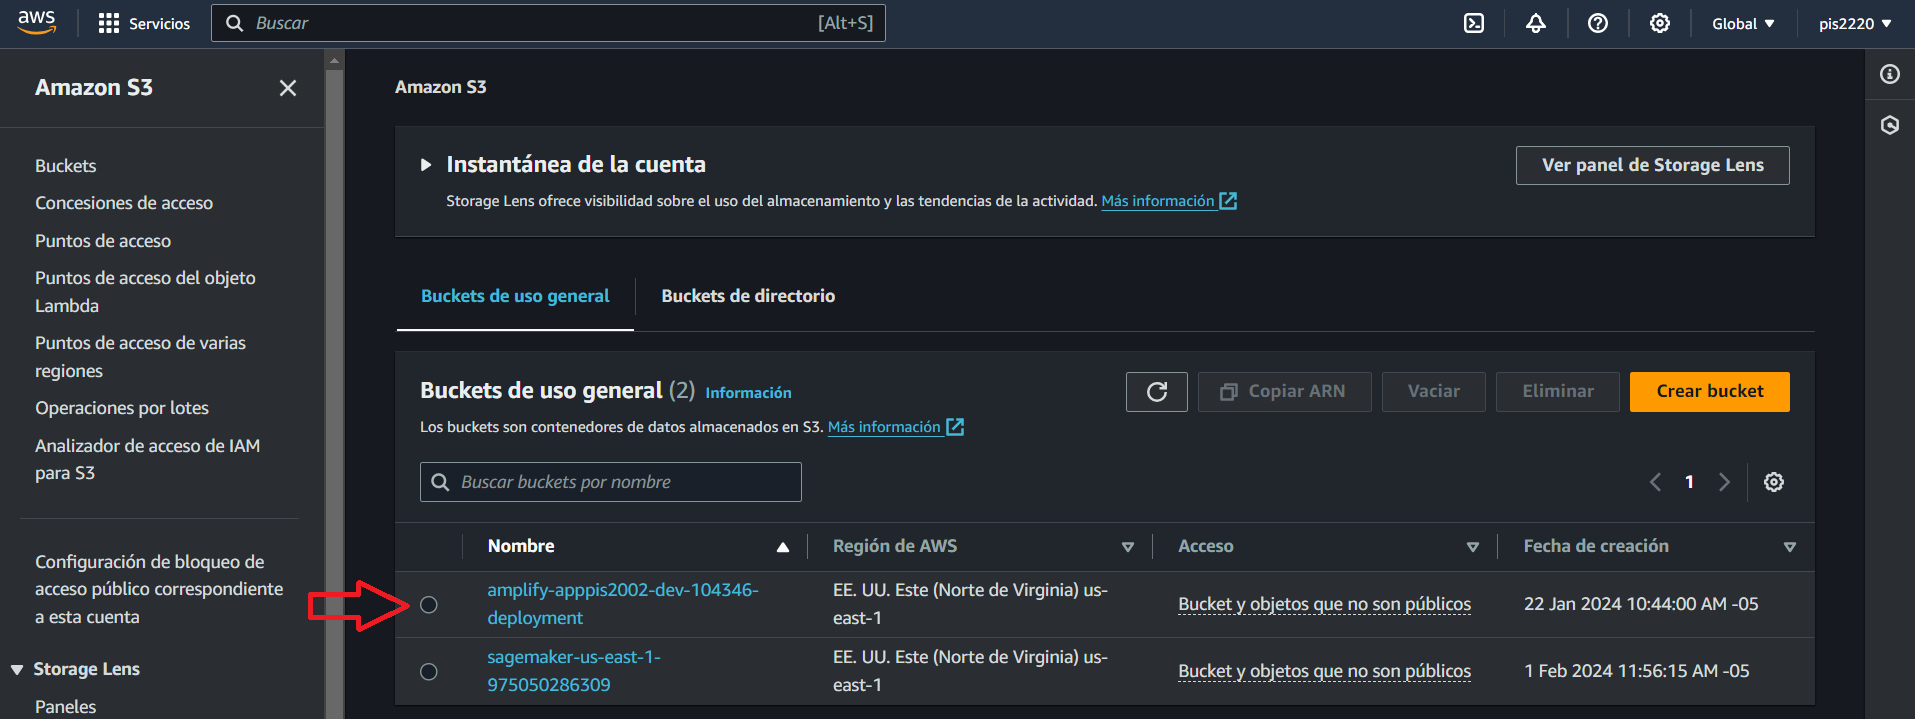 aws
Servicios
Buscar
[Alt+S]
Global
pis2220
Amazon S3
Buckets
Concesiones de acceso
Puntos de acceso
Puntos de acceso del objeto
Lambda
Puntos de acceso de varias
regiones
Operaciones por lotes
Analizador de acceso de IAM
para S3
Configuración de bloqueo de
acceso público correspondiente
a esta cuenta
Storage Lens
Paneles
Amazon S3
Instantánea de la cuenta
Ver panel de Storage Lens
Storage Lens ofrece visibilidad sobre el uso del almacenamiento y las tendencias de la actividad. Más información
Buckets de uso general
Buckets de directorio
Buckets de uso general (2) Información
Copiar ARN
Vaciar
Eliminar
Crear bucket
Los buckets son contenedores de datos almacenados en S3. Más información
Buscar buckets por nombre
1
Nombre
Región de AWS
Acceso
Fecha de creación
amplify-apppis2002-dev-104346-
deployment
EE. UU. Este (Norte de Virginia) us-
east-1
Bucket y objetos que no son públicos
22 Jan 2024 10:44:00 AM -05
sagemaker-us-east-1-
975050286309
EE. UU. Este (Norte de Virginia) us-
east-1
Bucket y objetos que no son públicos
1 Feb 2024 11:56:15 AM -05